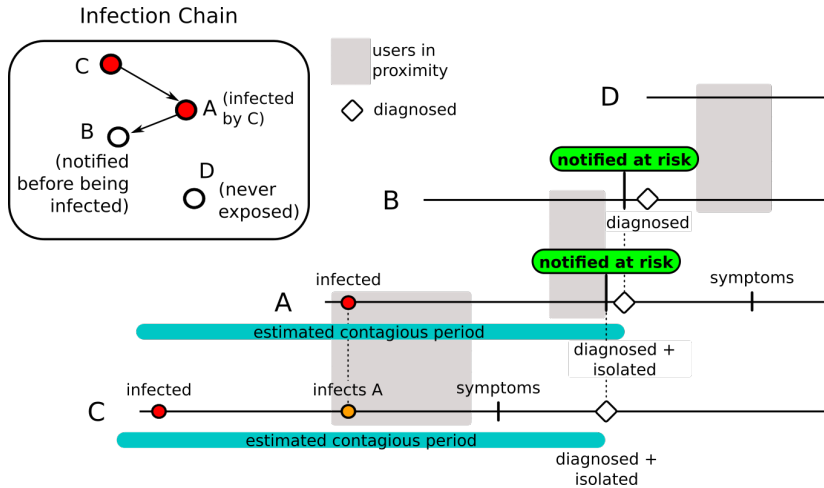 Infection Chain
C
A
(infected
by C)
B
(notified
before being
infected)
D
(never
exposed)
users in
proximity
diagnosed
D
notified at risk
B
diagnosed
notified at risk
infected
symptoms
A
estimated contagious period
diagnosed +
isolated
infected
infects A
symptoms
C
estimated contagious period
diagnosed +
isolated